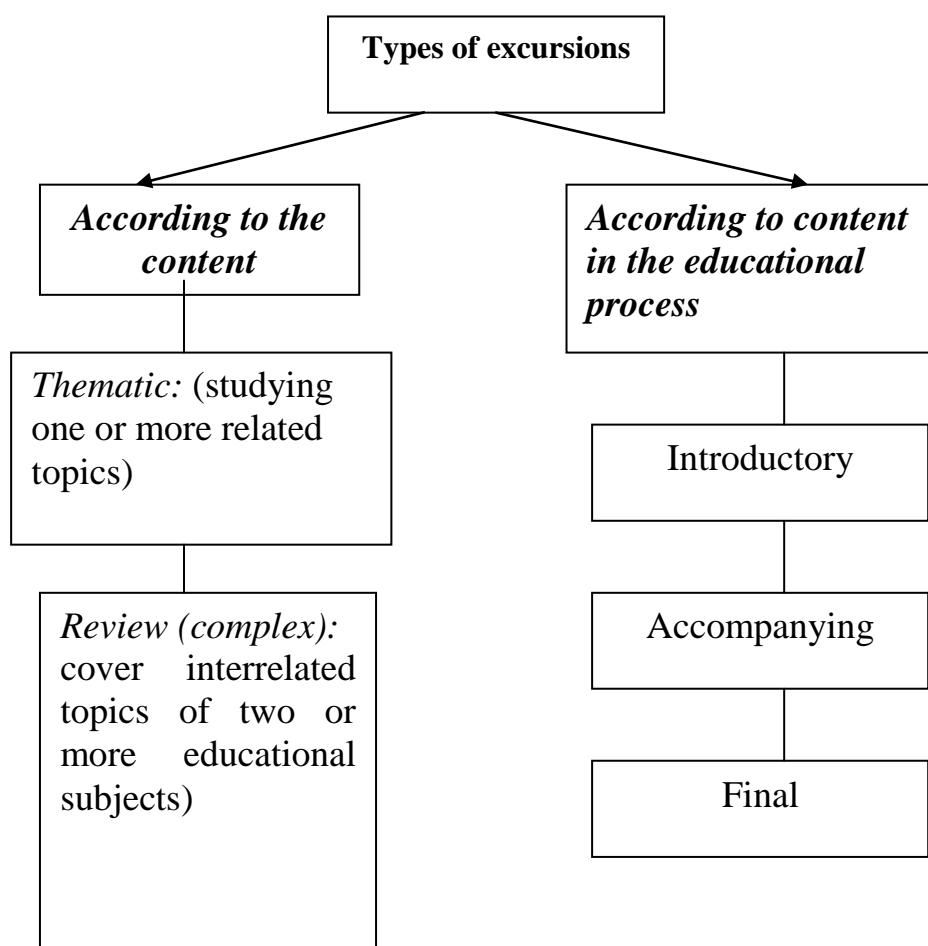 Types of excursions
According to the
content
Thematic: (studying
one or more related
topics)
Review (complex):
cover interrelated
topics of two or
more educational
subjects)
According to content
in the educational
process
Introductory
Accompanying
Final